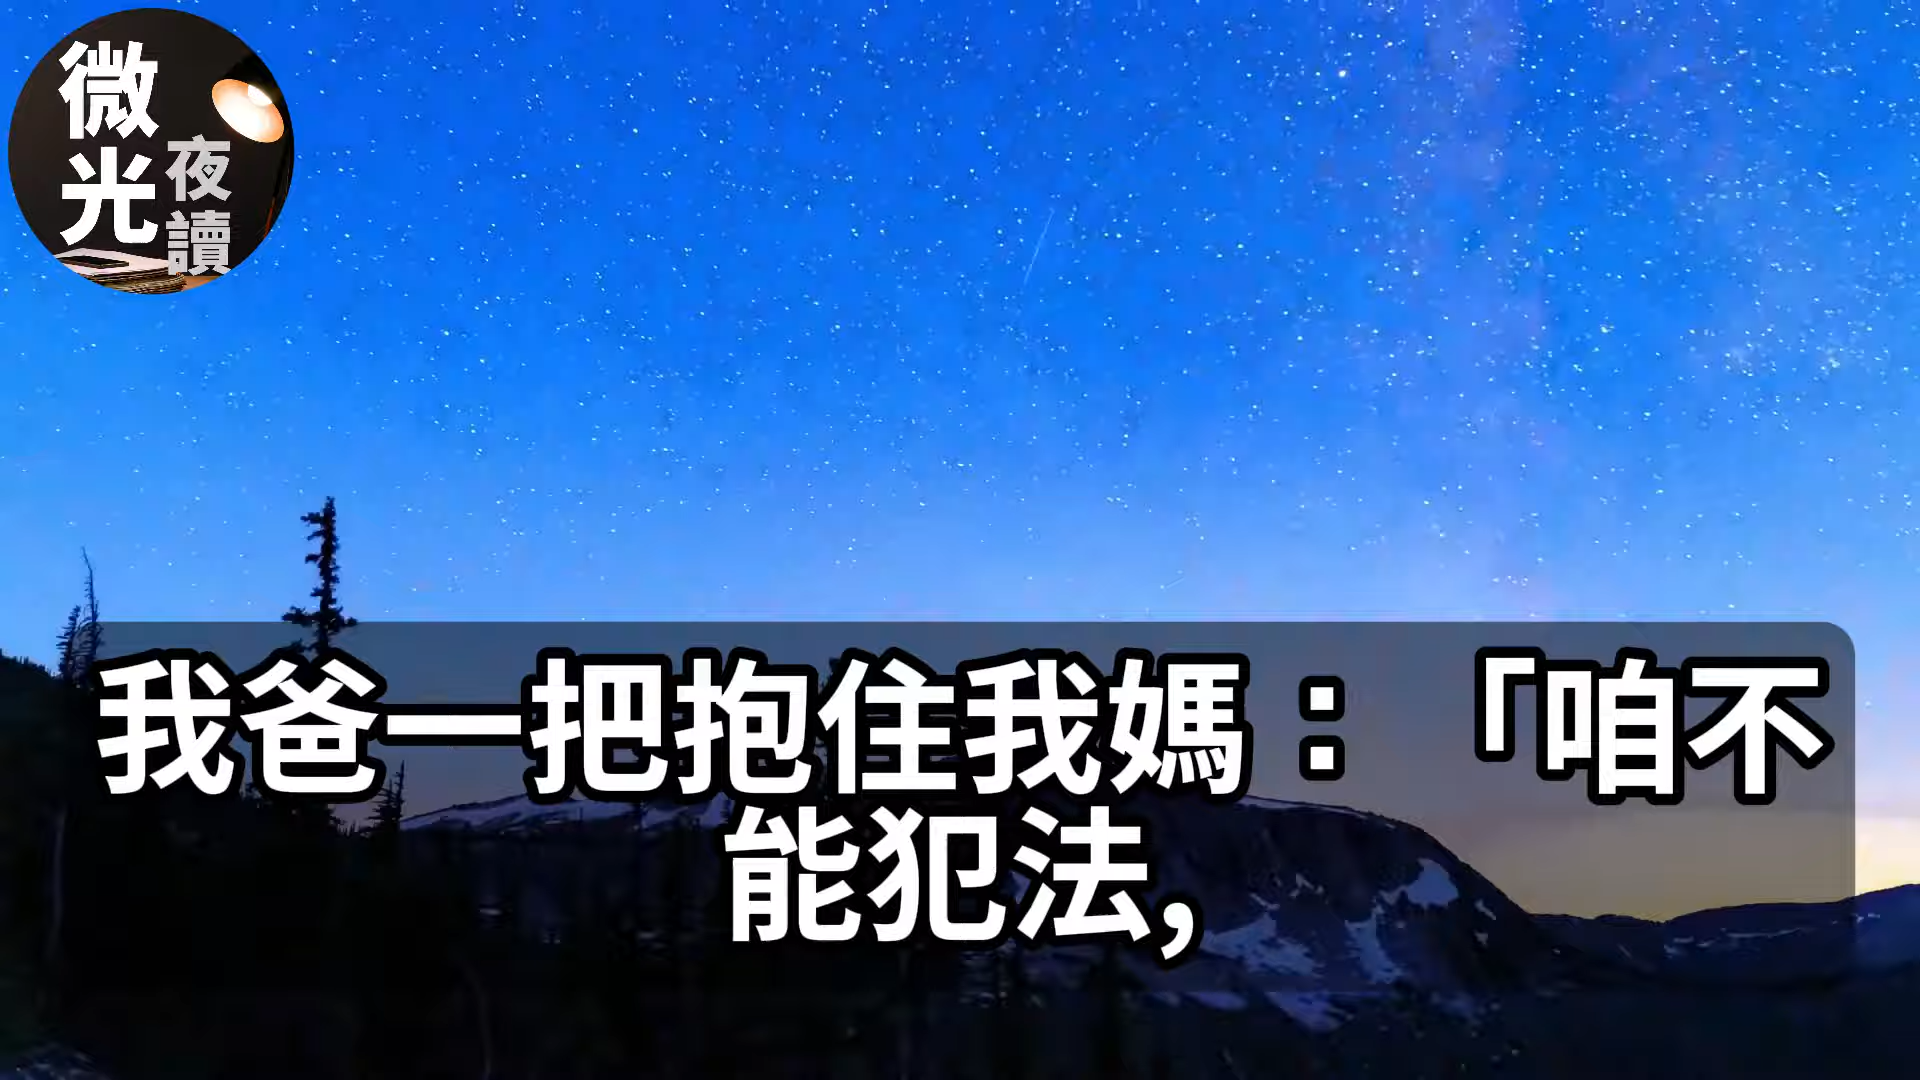 微光
夜讀
我爸一把抱住我媽：「咱不
能犯法,